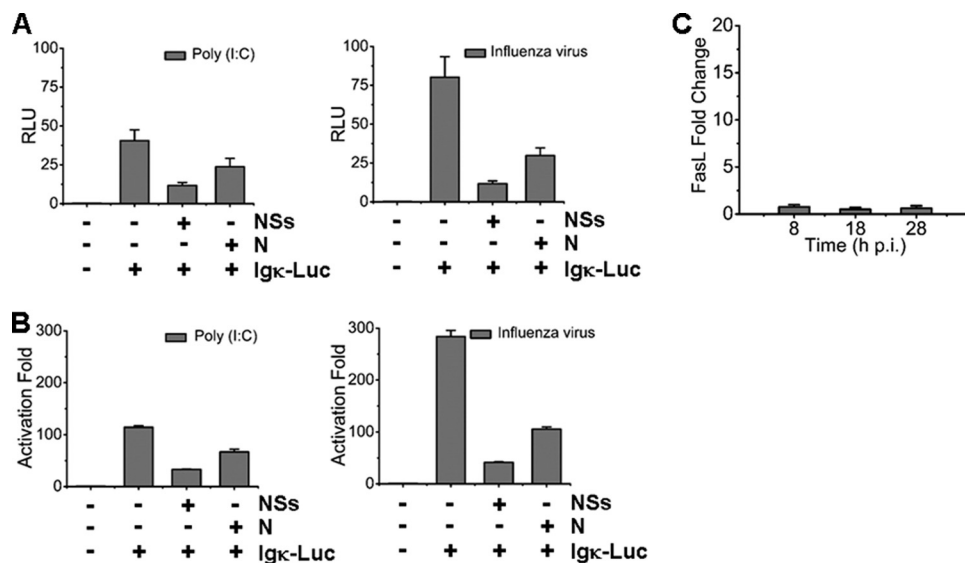 A
Poly (I:C)
RLU
100
75
50
25
0
- - + - NSs
- - - + N
- + + + Igκ-Luc
Influenza virus
RLU
100
75
50
25
0
- - + - NSs
- - - + N
- + + + Igκ-Luc
B
Poly (I:C)
Activation Fold
300
200
100
0
- - + - NSs
- - - + N
- + + + Igκ-Luc
Influenza virus
Activation Fold
300
200
100
0
- - + - NSs
- - - + N
- + + + Igκ-Luc
C
FasL Fold Change
20
15
10
5
0
8 18 28
Time (h p.i.)